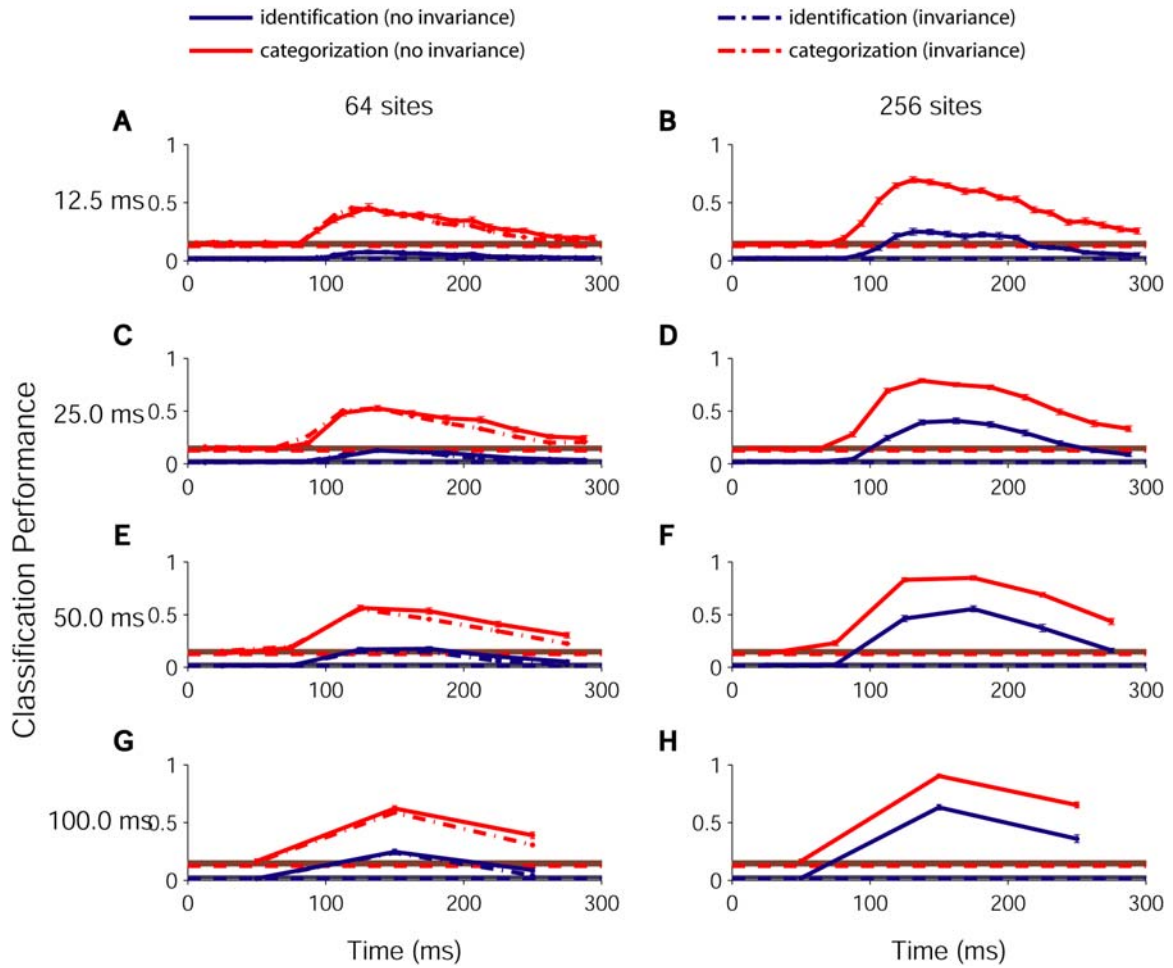 identification (no invariance)
categorization (no invariance)
identification (invariance)
categorization (invariance)
64 sites
256 sites
Classification Performance
12.5 ms
A
1
0.5
0
0 100 200 300
B
1
0.5
0
0 100 200 300
25.0 ms
C
1
0.5
0
0 100 200 300
D
1
0.5
0
0 100 200 300
50.0 ms
E
1
0.5
0
0 100 200 300
F
1
0.5
0
0 100 200 300
100.0 ms
G
1
0.5
0
0 100 200 300
H
1
0.5
0
0 100 200 300
Time (ms)
Time (ms)